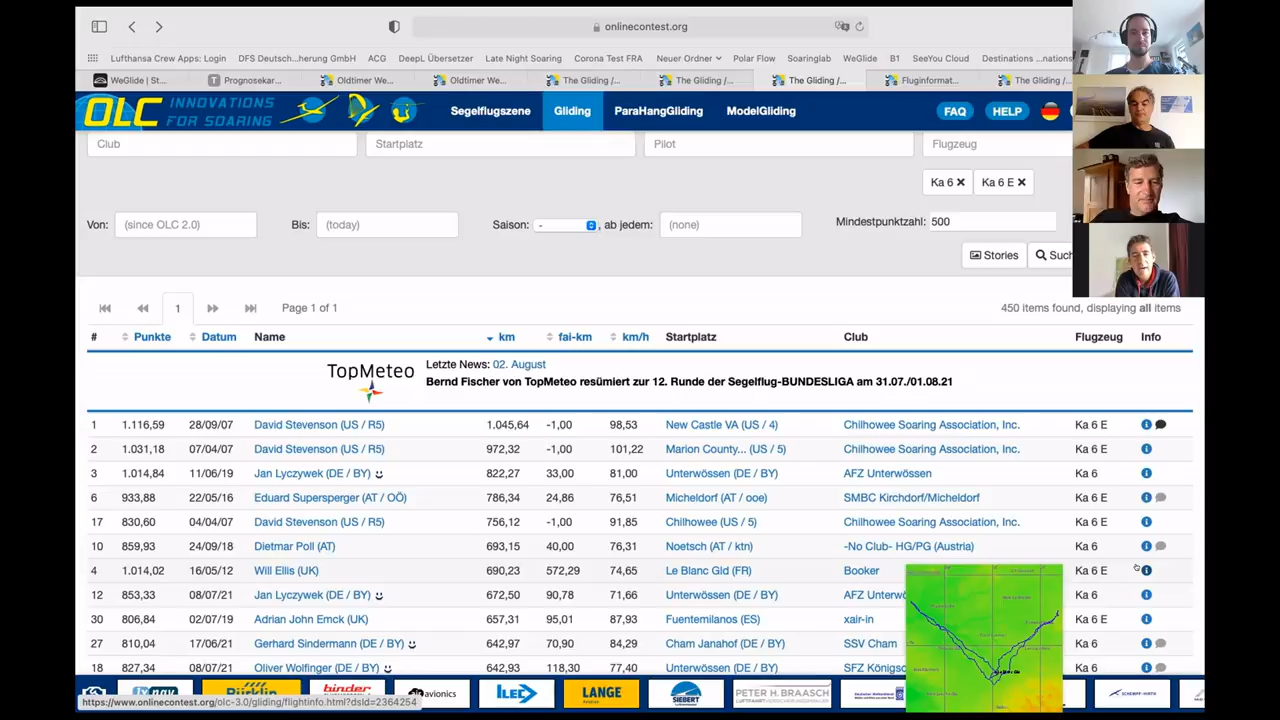 onlinecontest.org
Lufthansa Crew Apps: Login DFS Deutsch...herung GmbH ACG DeepL Übersetzer Late Night Soaring Corona Test FRA Neuer Ordner Polar Flow Soaringlab WeGlide B1 SeeYou Cloud Destinations
WeGlide | St... Prognosekar... Oldtimer We... Oldtimer We... The Gliding /... The Gliding /... The Gliding /... Fluginformat... The Gliding /...
OLC INNOVATIONS FOR SOARING Segelflugszene Gliding ParaHangGliding ModelGliding FAQ HELP
Club Startplatz Pilot Flugzeug
Ka 6 × Ka 6 E ×
Von: (since OLC 2.0) Bis: (today) Saison: - , ab jedem: (none) Mindestpunktzahl: 500
Stories Such
1 Page 1 of 1 450 items found, displaying all items
# Punkte Datum Name km fai-km km/h Startplatz Club Flugzeug Info
TopMeteo Letzte News: 02. August
Bernd Fischer von TopMeteo resümiert zur 12. Runde der Segelflug-BUNDESLIGA am 31.07./01.08.21
1 1.116,59 28/09/07 David Stevenson (US / R5) 1.045,64 -1,00 98,53 New Castle VA (US / 4) Chilhowee Soaring Association, Inc. Ka 6 E
2 1.031,18 07/04/07 David Stevenson (US / R5) 972,32 -1,00 101,22 Marion County... (US / 5) Chilhowee Soaring Association, Inc. Ka 6 E
3 1.014,84 11/06/19 Jan Lyczywek (DE / BY) 822,27 33,00 81,00 Unterwössen (DE / BY) AFZ Unterwössen Ka 6
6 933,88 22/05/16 Eduard Supersperger (AT / OÖ) 786,34 24,86 76,51 Micheldorf (AT / ooe) SMBC Kirchdorf/Micheldorf Ka 6 E
17 830,60 04/04/07 David Stevenson (US / R5) 756,12 -1,00 91,85 Chilhowee (US / 5) Chilhowee Soaring Association, Inc. Ka 6 E
10 859,93 24/09/18 Dietmar Poll (AT) 693,15 40,00 76,31 Noetsch (AT / ktn) -No Club- HG/PG (Austria) Ka 6
4 1.014,02 16/05/12 Will Ellis (UK) 690,23 572,29 74,65 Le Blanc Gld (FR) Booker Ka 6 E
12 853,33 08/07/21 Jan Lyczywek (DE / BY) 672,50 90,78 71,66 Unterwössen (DE / BY) AFZ Unterw Ka 6
30 806,84 02/07/19 Adrian John Emck (UK) 657,31 95,01 87,93 Fuentemilanos (ES) xair-in Ka 6 E
27 810,04 17/06/21 Gerhard Sindermann (DE / BY) 642,97 70,90 84,29 Cham Janahof (DE / BY) SSV Cham Ka 6
18 827,34 08/07/21 Oliver Wolfinger (DE / BY) 642,93 118,30 77,40 Unterwössen (DE / BY) SFZ Königsc Ka 6
Bürklin binder avionics LEC LANGE Aviation SIEBERT PETER H. BRAASCH SCHEMPP-HIRTH
https://www.onlinecontest.org/olc-3.0/gliding/flightinfo.html?dsId=2364254